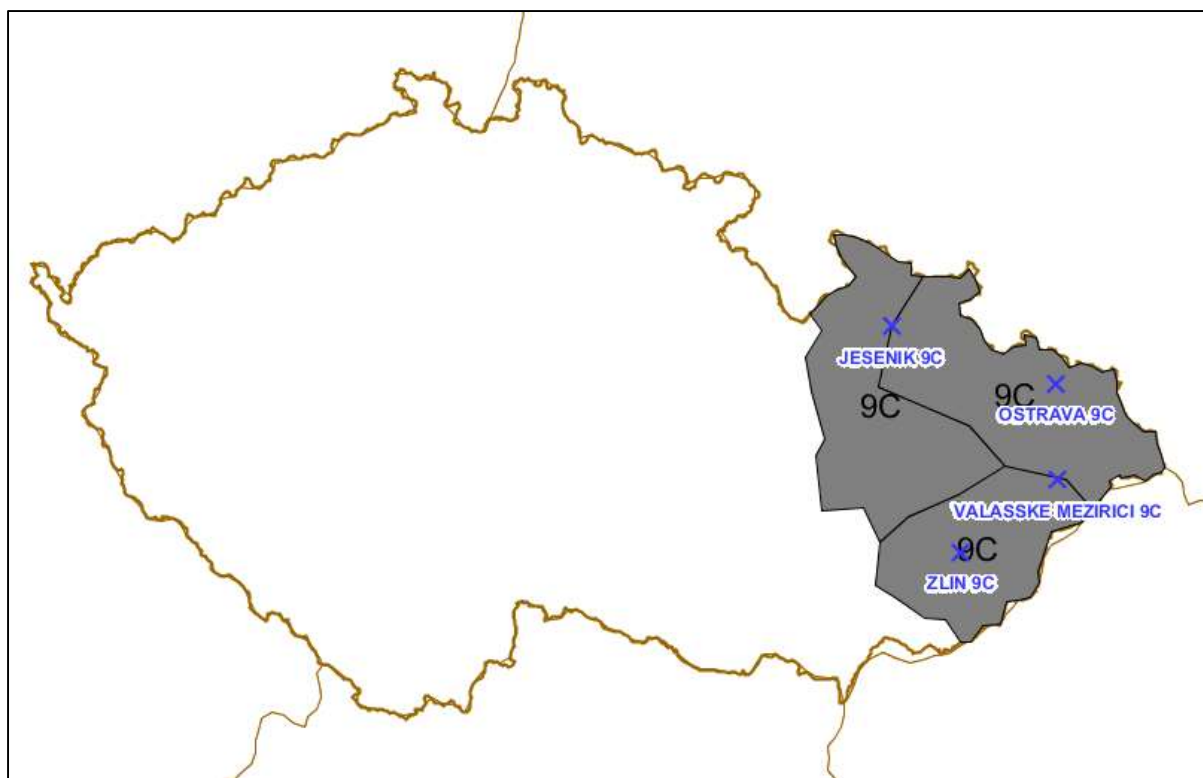 JESENIK 9C
9C
9C
OSTRAVA 9C
VALASSKE MEZIRICI 9C
9C
ZLIN 9C